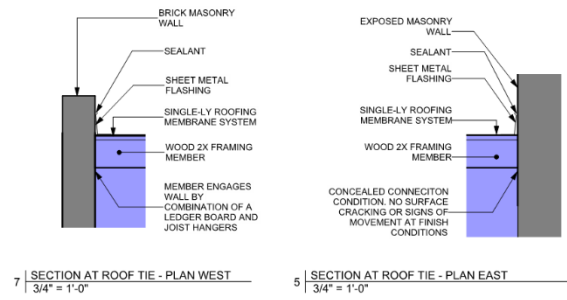 BRICK MASONRY
WALL
SEALANT
SHEET METAL
FLASHING
SINGLE-LY ROOFING
MEMBRANE SYSTEM
WOOD 2X FRAMING
MEMBER
MEMBER ENGAGES
WALL BY
COMBINATION OF A
LEDGER BOARD AND
JOIST HANGERS
7 SECTION AT ROOF TIE - PLAN WEST
3/4" = 1'-0"
EXPOSED MASONRY
WALL
SEALANT
SHEET METAL
FLASHING
SINGLE-LY ROOFING
MEMBRANE SYSTEM
WOOD 2X FRAMING
MEMBER
CONCEALED CONNECITON
CONDITION. NO SURFACE
CRACKING OR SIGNS OF
MOVEMENT AT FINISH
CONDITIONS
5 SECTION AT ROOF TIE - PLAN EAST
3/4" = 1'-0"